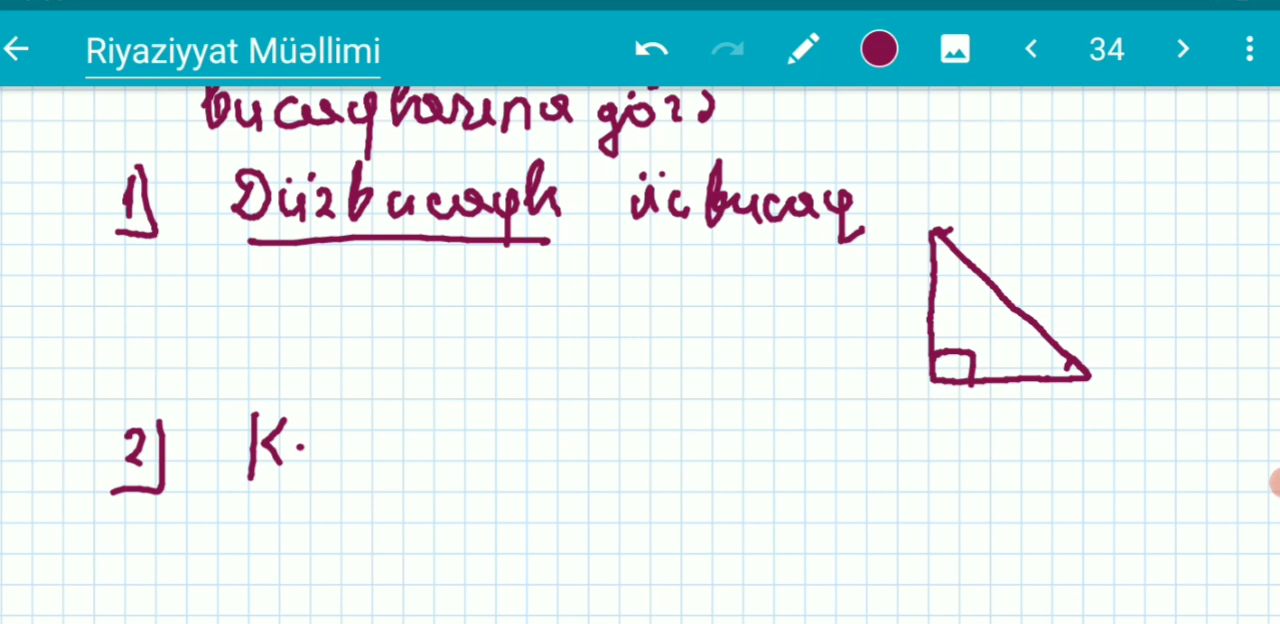 Riyaziyyat Müəllimi 34
bucaqlarına görə
1) Düzbucaqlı üçbucaq
2) K.